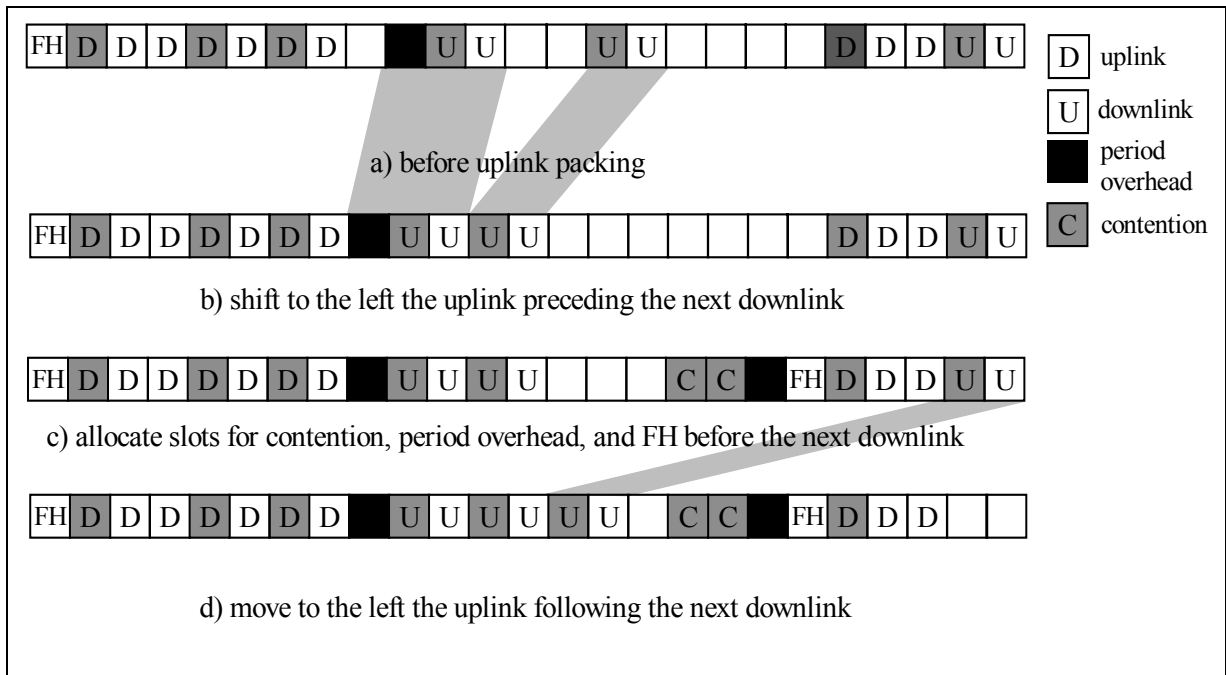 FH D D D D D D D U U U U D D D U U
D uplink
U downlink
period
overhead
C contention
a) before uplink packing
FH D D D D D D D U U U U D D D U U
b) shift to the left the uplink preceding the next downlink
FH D D D D D D D U U U U C C FH D D D U U
c) allocate slots for contention, period overhead, and FH before the next downlink
FH D D D D D D D U U U U U U C C FH D D D
d) move to the left the uplink following the next downlink